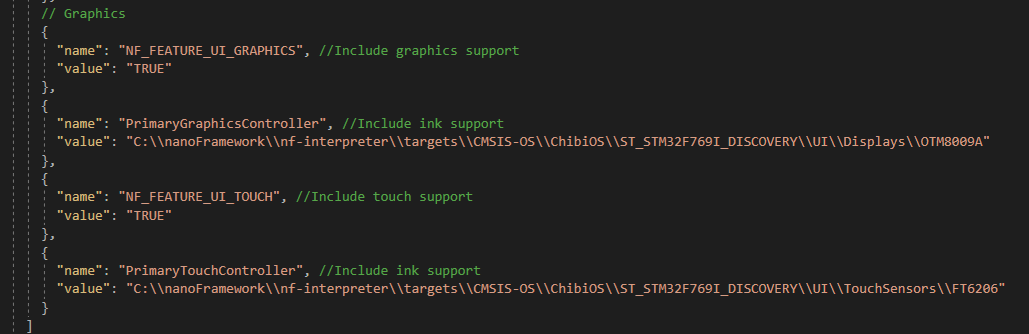 },
// Graphics
{
"name": "NF_FEATURE_UI_GRAPHICS", //Include graphics support
"value": "TRUE"
},
{
"name": "PrimaryGraphicsController", //Include ink support
"value": "C:\\nanoFramework\\nf-interpreter\\targets\\CMSIS-OS\\ChibiOS\\ST_STM32F769I_DISCOVERY\\UI\\Displays\\OTM8009A"
},
{
"name": "NF_FEATURE_UI_TOUCH", //Include touch support
"value": "TRUE"
},
{
"name": "PrimaryTouchController", //Include ink support
"value": "C:\\nanoFramework\\nf-interpreter\\targets\\CMSIS-OS\\ChibiOS\\ST_STM32F769I_DISCOVERY\\UI\\TouchSensors\\FT6206"
}
]